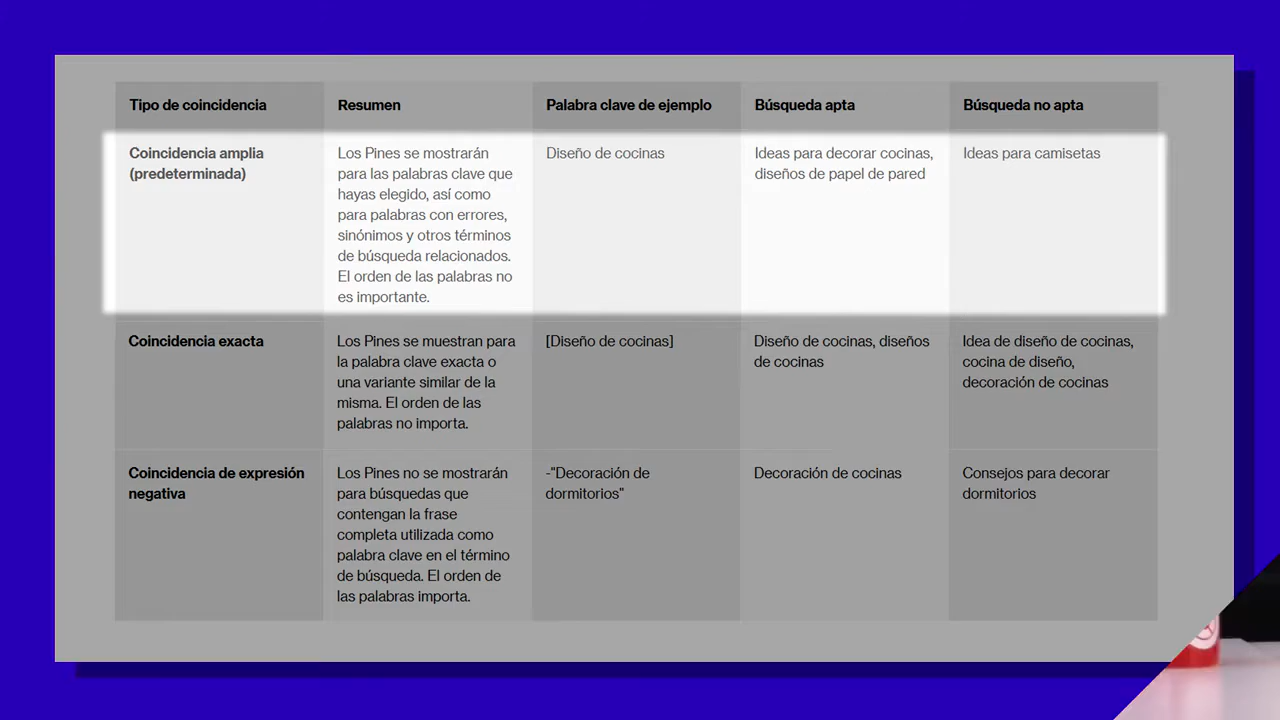 Tipo de coincidencia
Resumen
Palabra clave de ejemplo
Búsqueda apta
Búsqueda no apta
Coincidencia amplia
(predeterminada)
Los Pines se mostrarán
para las palabras clave que
hayas elegido, así como
para palabras con errores,
sinónimos y otros términos
de búsqueda relacionados.
El orden de las palabras no
es importante.
Diseño de cocinas
Ideas para decorar cocinas,
diseños de papel de pared
Ideas para camisetas
Coincidencia exacta
Los Pines se muestran para
la palabra clave exacta o
una variante similar de la
misma. El orden de las
palabras no importa.
[Diseño de cocinas]
Diseño de cocinas, diseños
de cocinas
Idea de diseño de cocinas,
cocina de diseño,
decoración de cocinas
Coincidencia de expresión
negativa
Los Pines no se mostrarán
para búsquedas que
contengan la frase
completa utilizada como
palabra clave en el término
de búsqueda. El orden de
las palabras importa.
-"Decoración de
dormitorios"
Decoración de cocinas
Consejos para decorar
dormitorios